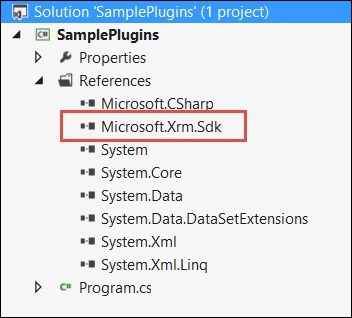 Solution 'SamplePlugins' (1 project)
SamplePlugins
Properties
References
Microsoft.CSharp
Microsoft.Xrm.Sdk
System
System.Core
System.Data
System.Data.DataSetExtensions
System.Xml
System.Xml.Linq
Program.cs